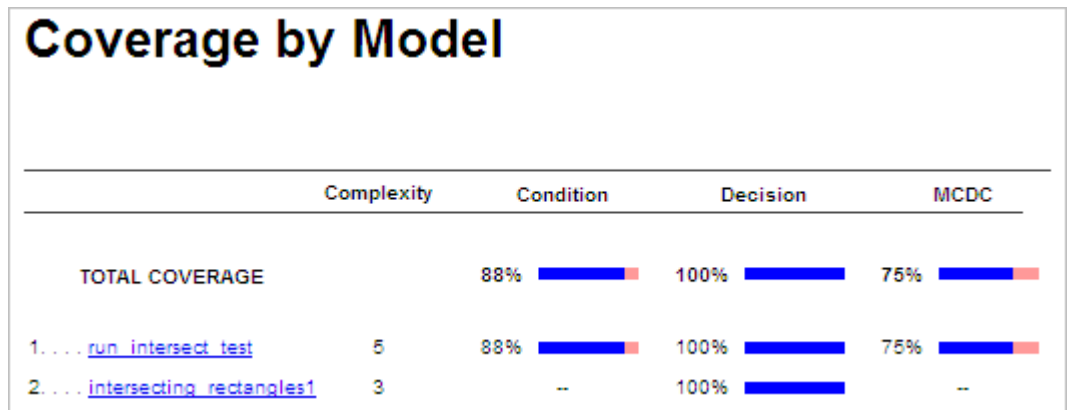 Coverage by Model
Complexity Condition Decision MCDC
TOTAL COVERAGE 88% 100% 75%
1. . . . run_intersect_test 5 88% 100% 75%
2. . . . intersecting_rectangles1 3 -- 100% --